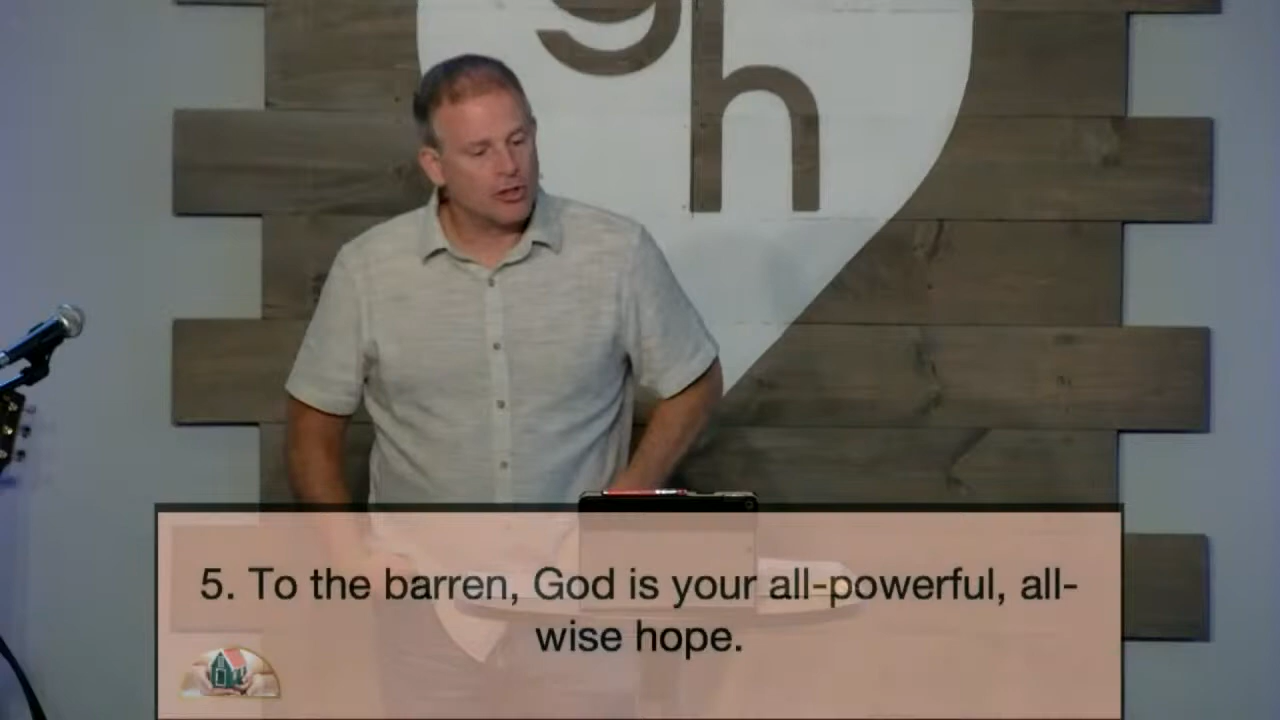 gh
5. To the barren, God is your all-powerful, all-
wise hope.